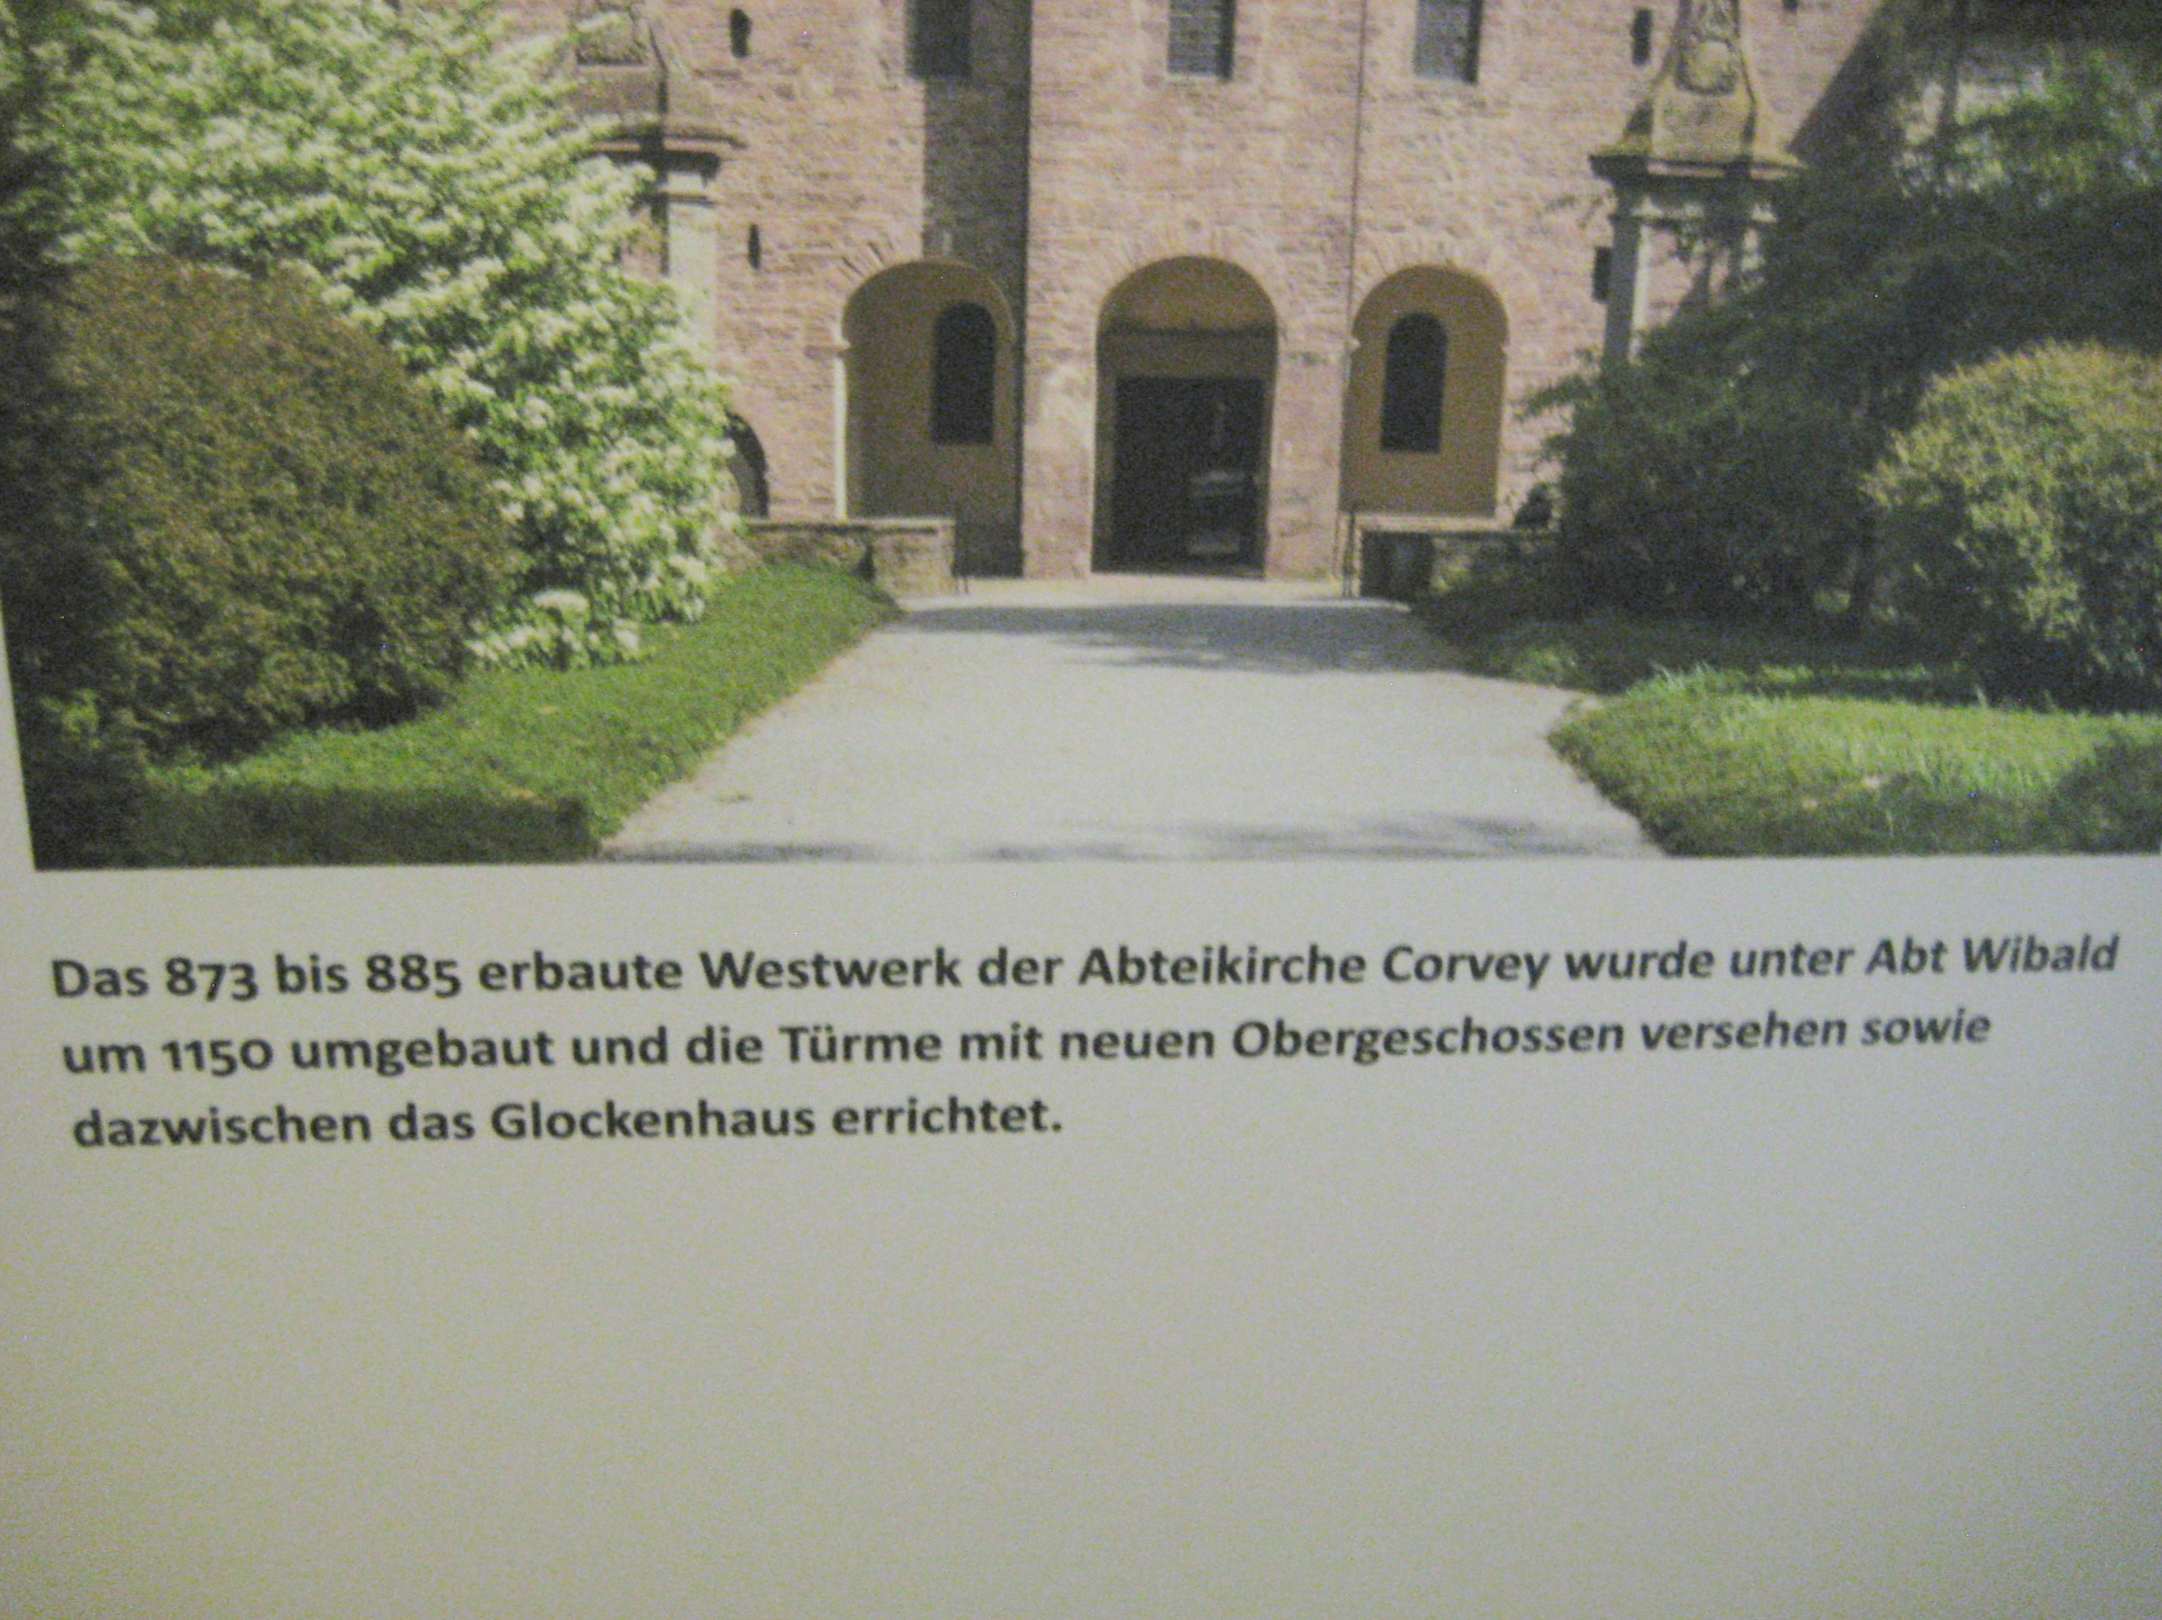 Das 873 bis 885 erbaute Westwerk der Abteikirche Corvey wurde unter Abt Wibald
um 1150 umgebaut und die Türme mit neuen Obergeschossen versehen sowie
dazwischen das Glockenhaus errichtet.